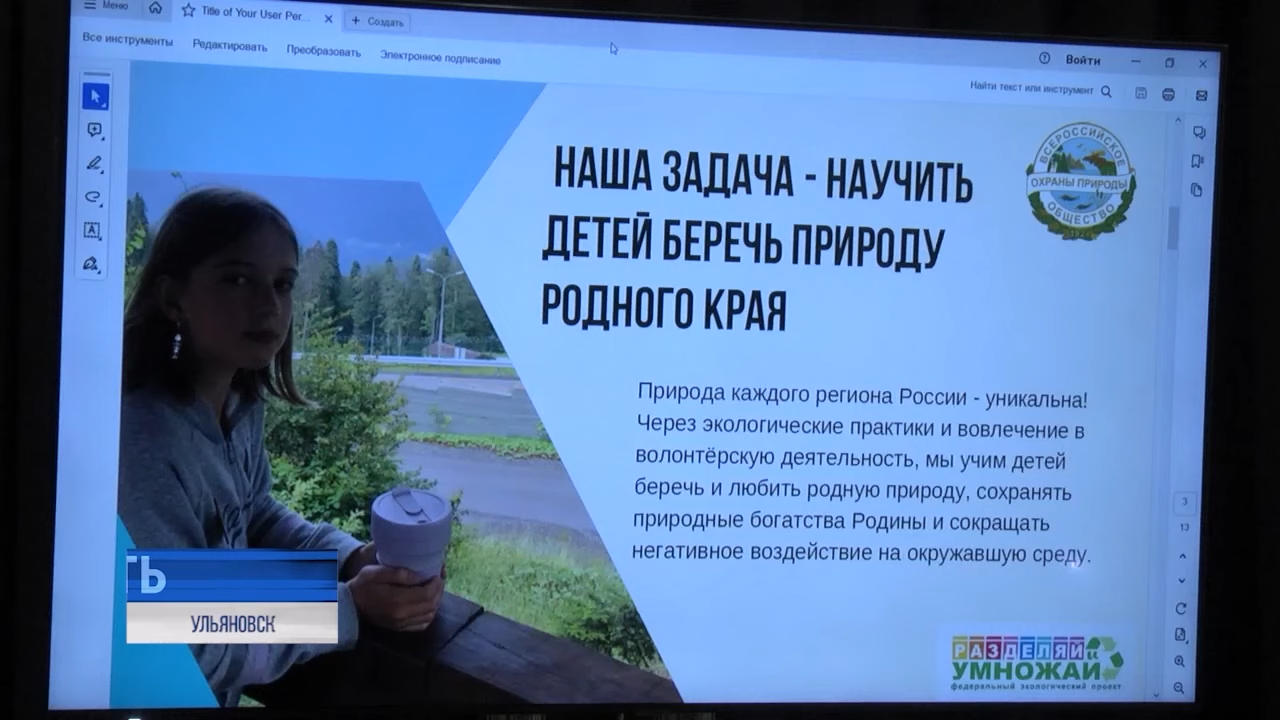 Меню
Title of Your User Per...
Создать
Все инструменты
Редактировать
Преобразовать
Электронное подписание
Войти
Найти текст или инструмент
НАША ЗАДАЧА - НАУЧИТЬ
ДЕТЕЙ БЕРЕЧЬ ПРИРОДУ
РОДНОГО КРАЯ
ВСЕРОССИЙСКОЕ
ОХРАНЫ ПРИРОДЫ
ОБЩЕСТВО
1924
Природа каждого региона России - уникальна!
Через экологические практики и вовлечение в
волонтёрскую деятельность, мы учим детей
беречь и любить родную природу, сохранять
природные богатства Родины и сокращать
негативное воздействие на окружавшую среду.
3
13
ТЬ
УЛЬЯНОВСК
РАЗДЕЛЯЙ и
УМНОЖАЙ
федеральный экологический проект